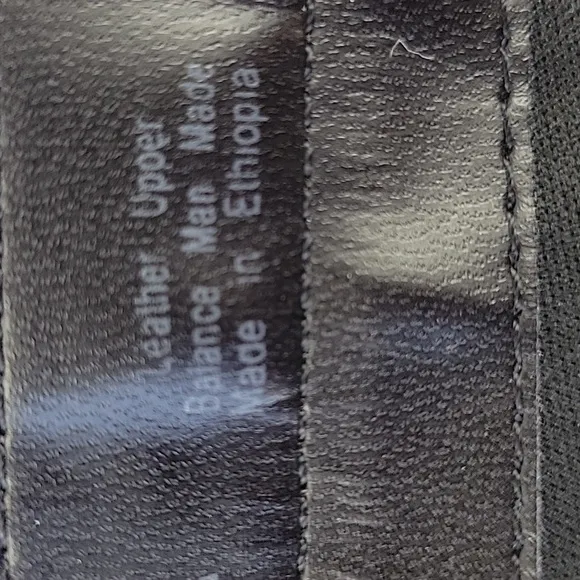 Leather Upper
Balance Man Made
Made in Ethiopia